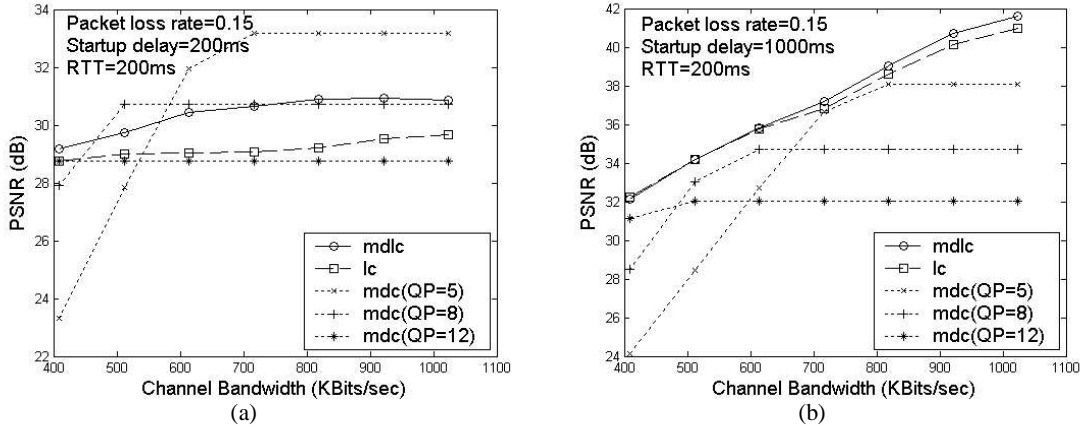 Packet loss rate=0.15
Startup delay=200ms
RTT=200ms
PSNR (dB)
34
32
30
28
26
24
22
400 500 600 700 800 900 1000 1100
Channel Bandwidth (KBits/sec)
mdlc
lc
mdc(QP=5)
mdc(QP=8)
mdc(QP=12)
(a)
Packet loss rate=0.15
Startup delay=1000ms
RTT=200ms
PSNR (dB)
42
40
38
36
34
32
30
28
26
24
400 500 600 700 800 900 1000 1100
Channel Bandwidth (KBits/sec)
mdlc
lc
mdc(QP=5)
mdc(QP=8)
mdc(QP=12)
(b)